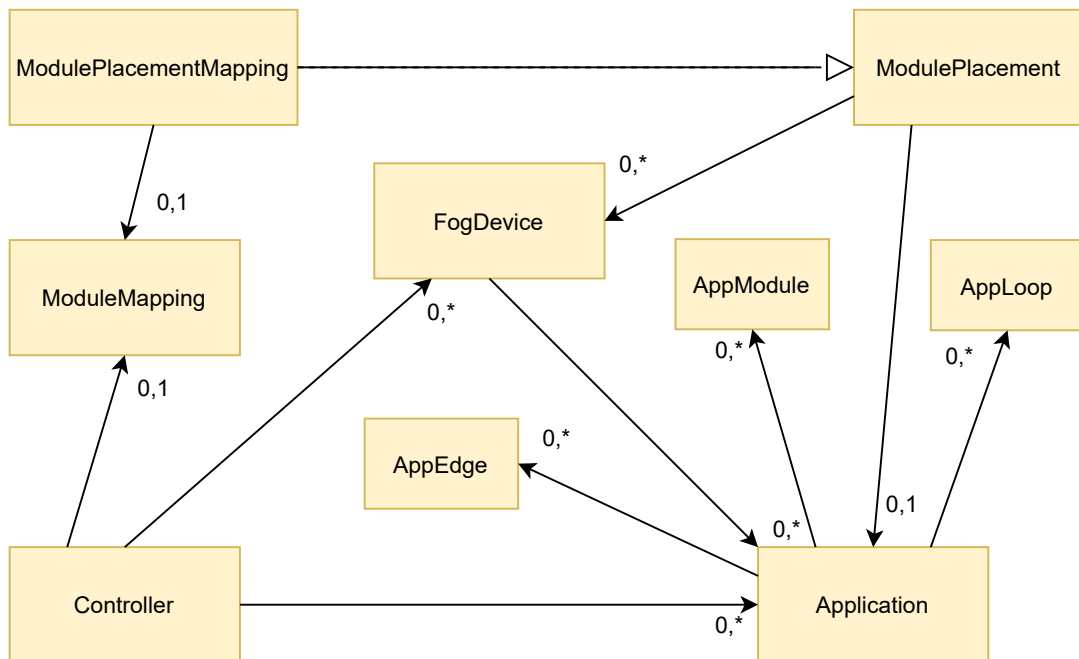 ModulePlacementMapping
ModulePlacement
0,*
0,1
FogDevice
AppModule
AppLoop
ModuleMapping
0,*
0,*
0,*
0,1
0,*
AppEdge
0,1
0,*
Controller
Application
0,*